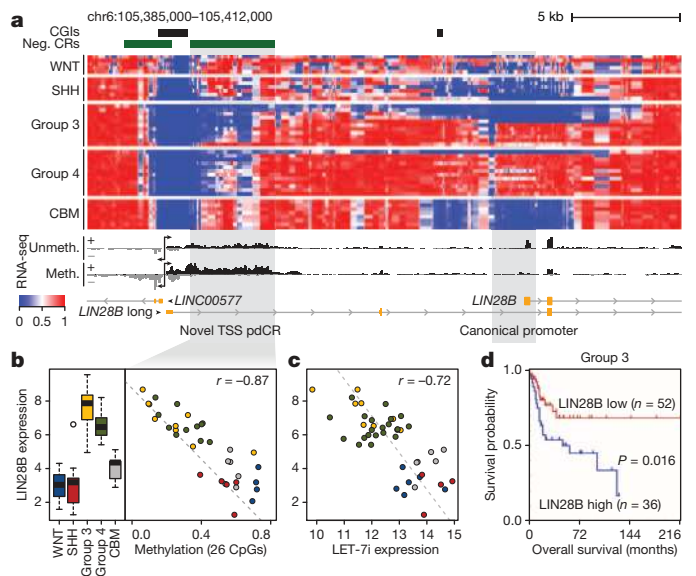 a
chr6:105,385,000–105,412,000
5 kb
CGIs
Neg. CRs
WNT
SHH
Group 3
Group 4
CBM
RNA-seq
Unmeth. + –
Meth. + –
0 0.5 1
LINC00577
LIN28B
LIN28B long
Novel TSS pdCR
Canonical promoter
b
LIN28B expression
8
6
4
2
WNT
SHH
Group 3
Group 4
CBM
r = –0.87
0.0 0.4 0.8
Methylation (26 CpGs)
c
r = –0.72
8
6
4
2
10 11 12 13 14 15
LET-7i expression
d
Group 3
Survival probability
1.0
0.5
0.0
LIN28B low (n = 52)
P = 0.016
LIN28B high (n = 36)
0 72 144 216
Overall survival (months)